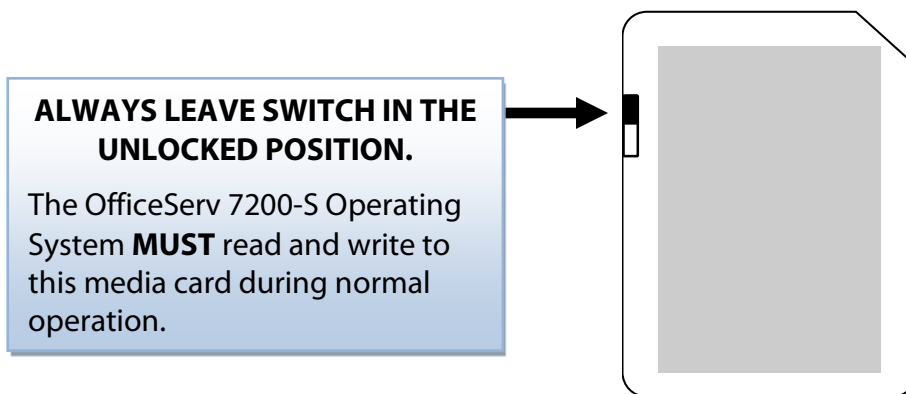 ALWAYS LEAVE SWITCH IN THE
UNLOCKED POSITION.
The OfficeServ 7200-S Operating
System MUST read and write to
this media card during normal
operation.